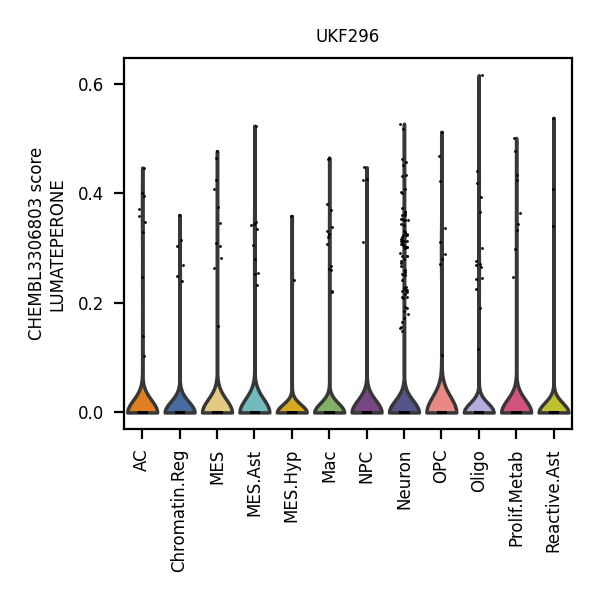 UKF296
CHEMBL3306803 score
LUMATEPERONE
0.6
0.4
0.2
0.0
AC
Chromatin.Reg
MES
MES.Ast
MES.Hyp
Mac
NPC
Neuron
OPC
Oligo
Prolif.Metab
Reactive.Ast